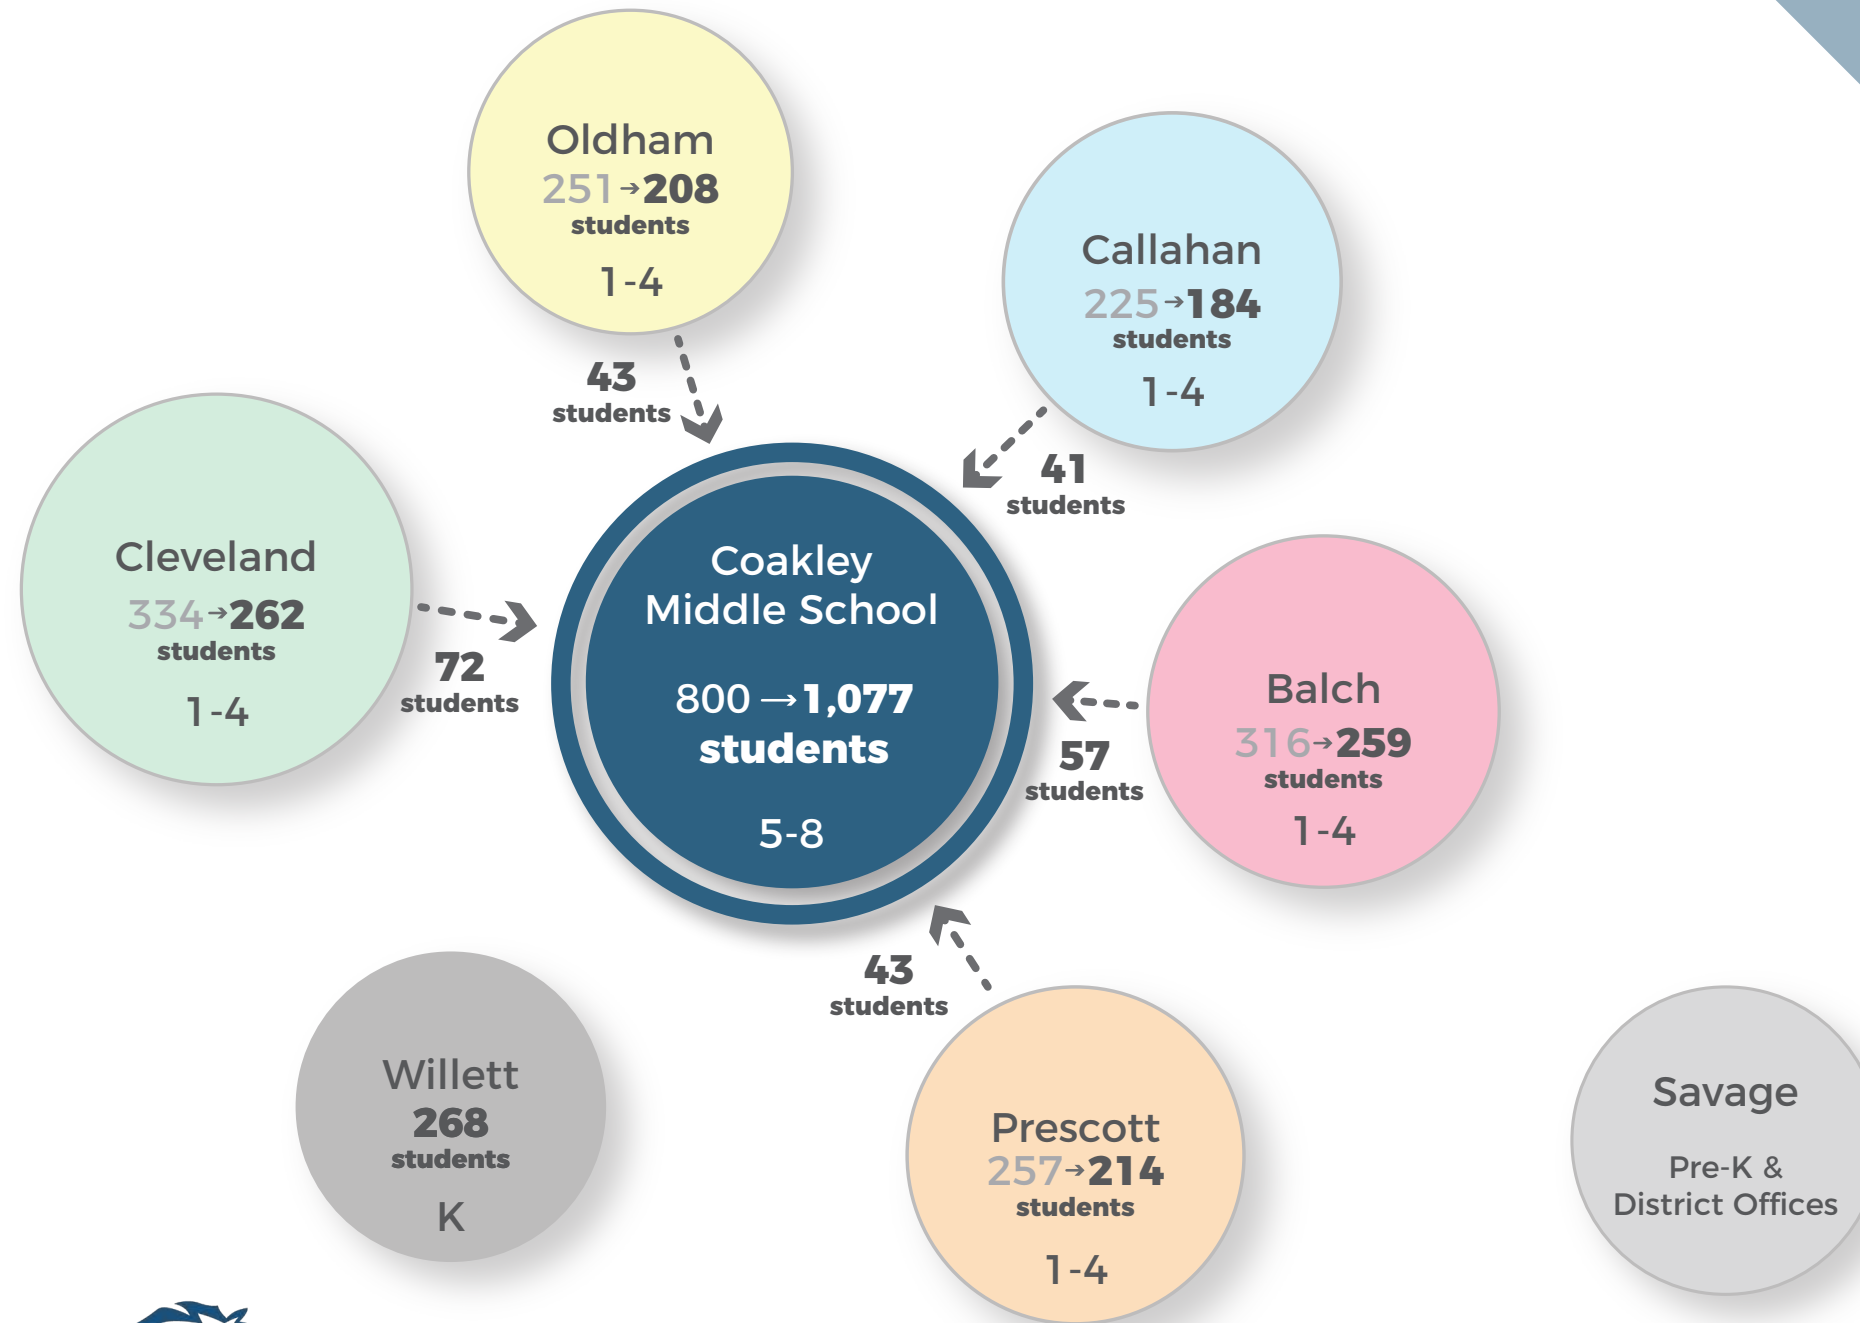 Oldham
251→208
students
1-4
43
students
Callahan
225→184
students
1-4
41
students
Cleveland
334→262
students
1-4
72
students
Coakley
Middle School
800→1,077
students
5-8
Balch
316→259
students
1-4
57
students
43
students
Willett
268
students
K
Prescott
257→214
students
1-4
Savage
Pre-K &
District Offices